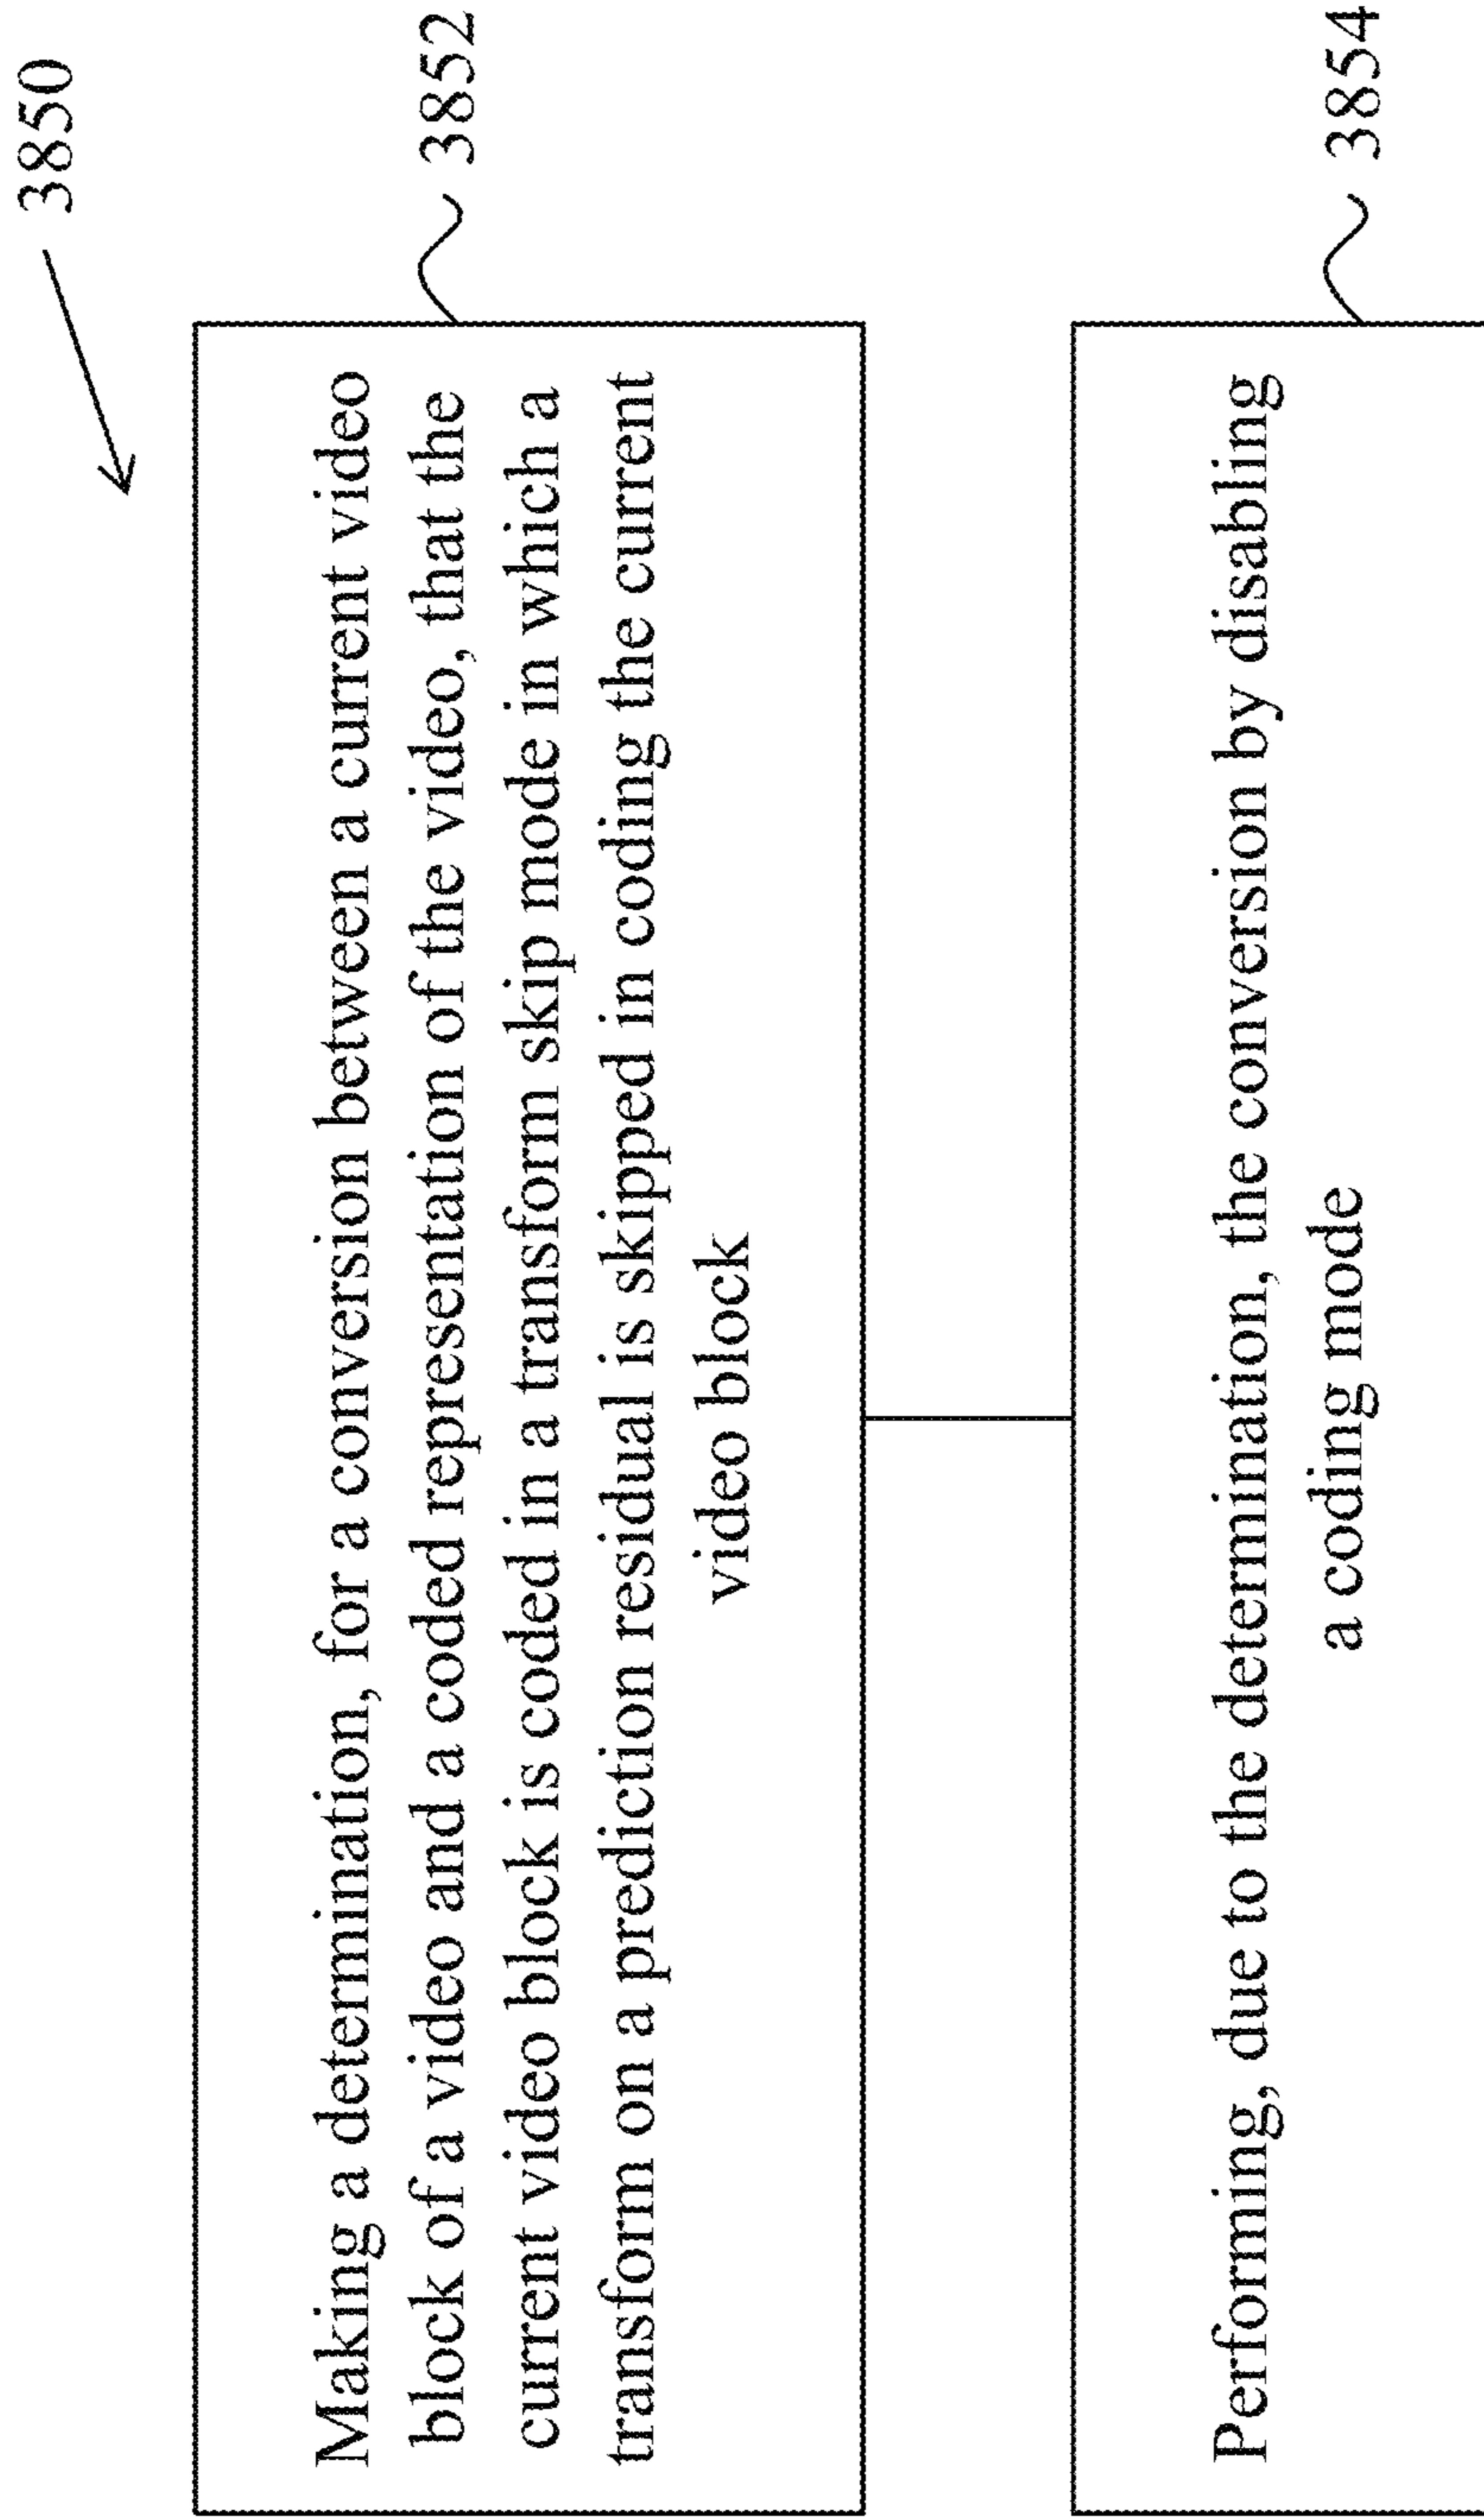 3850
Making a determination, for a conversion between a current video
block of a video and a coded representation of the video, that the
current video block is coded in a transform skip mode in which a
transform on a prediction residual is skipped in coding the current
video block
3852
Performing, due to the determination, the conversion by disabling
a coding mode
3854